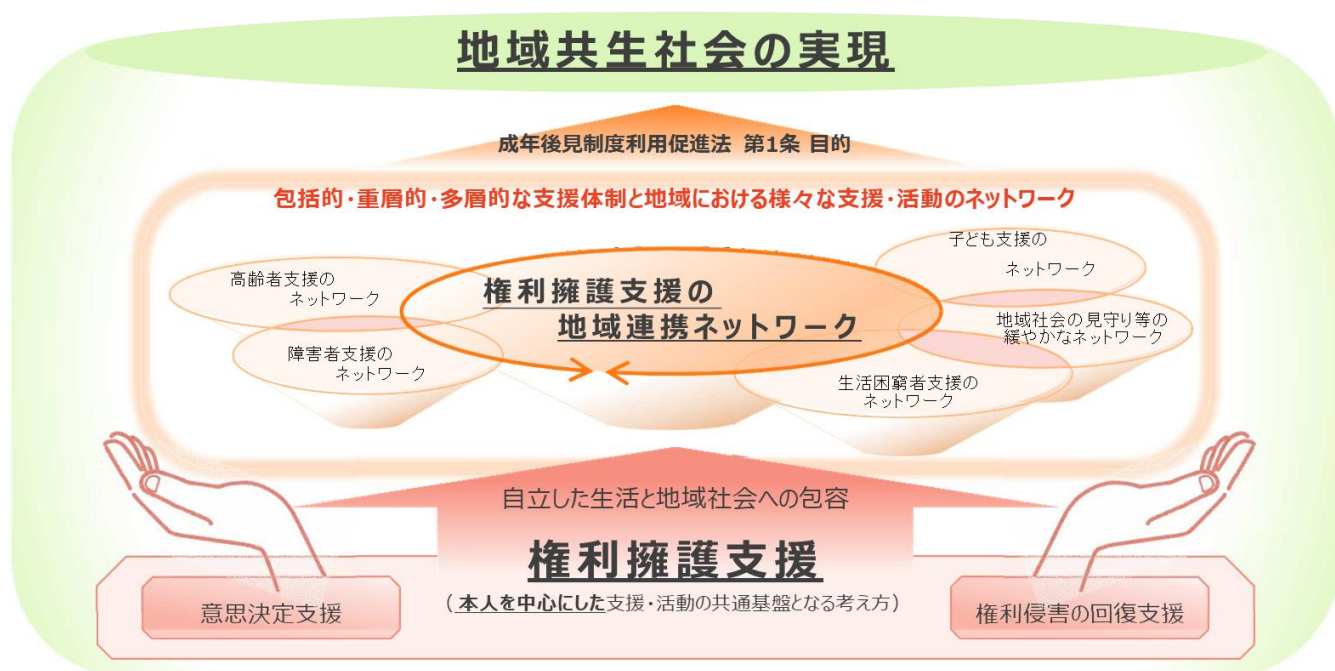 地域共生社会の実現
成年後見制度利用促進法 第1条 目的
包括的・重層的・多層的な支援体制と地域における様々な支援・活動のネットワーク
高齢者支援の
ネットワーク
障害者支援の
ネットワーク
権利擁護支援の
地域連携ネットワーク
子ども支援の
ネットワーク
地域社会の見守り等の
緩やかなネットワーク
生活困窮者支援の
ネットワーク
自立した生活と地域社会への包容
権利擁護支援
（本人を中心にした支援・活動の共通基盤となる考え方）
意思決定支援
権利侵害の回復支援